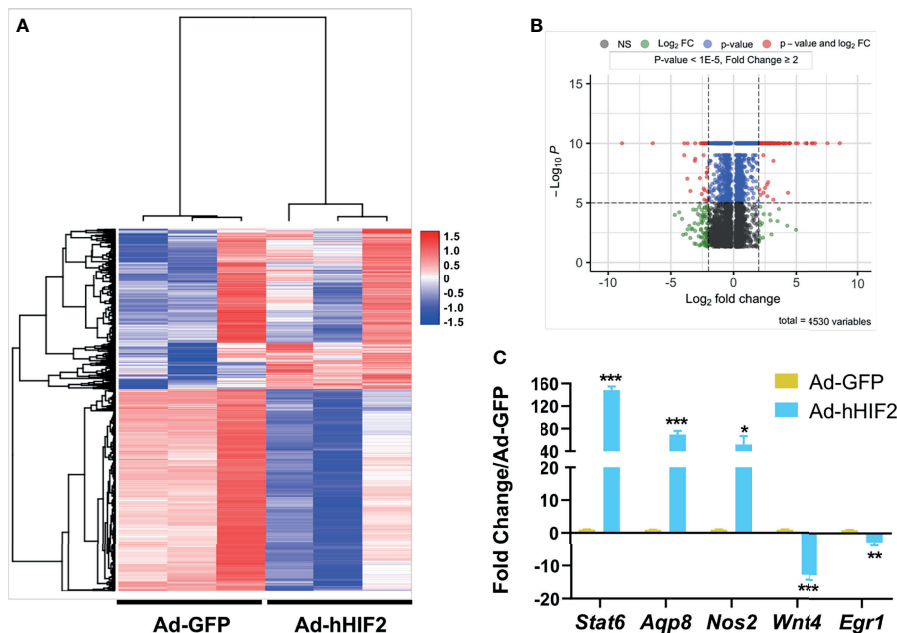 A
1.5
1
0.5
0
-0.5
-1
-1.5
Ad-GFP Ad-hHIF2
B
NS Log2 FC p-value p – value and log2 FC
P-value < 1E-5, Fold Change ≥ 2
15
10
5
0
– Log10 P
-10 -5 0 5 10
Log2 fold change
total = 4530 variables
C
Ad-GFP
Ad-hHIF2
Fold Change/Ad-GFP
160
120
80
40
20
10
0
-10
-20
*** *** * *** **
Stat6 Aqp8 Nos2 Wnt4 Egr1